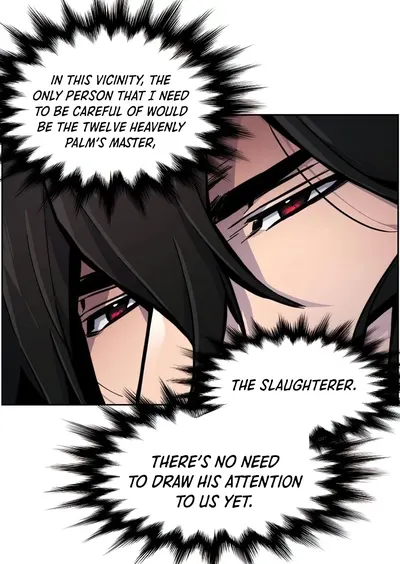 IN THIS VICINITY, THE
ONLY PERSON THAT I NEED
TO BE CAREFUL OF WOULD
BE THE TWELVE HEAVENLY
PALM'S MASTER,
THE SLAUGHTERER.
THERE'S NO NEED
TO DRAW HIS ATTENTION
TO US YET.